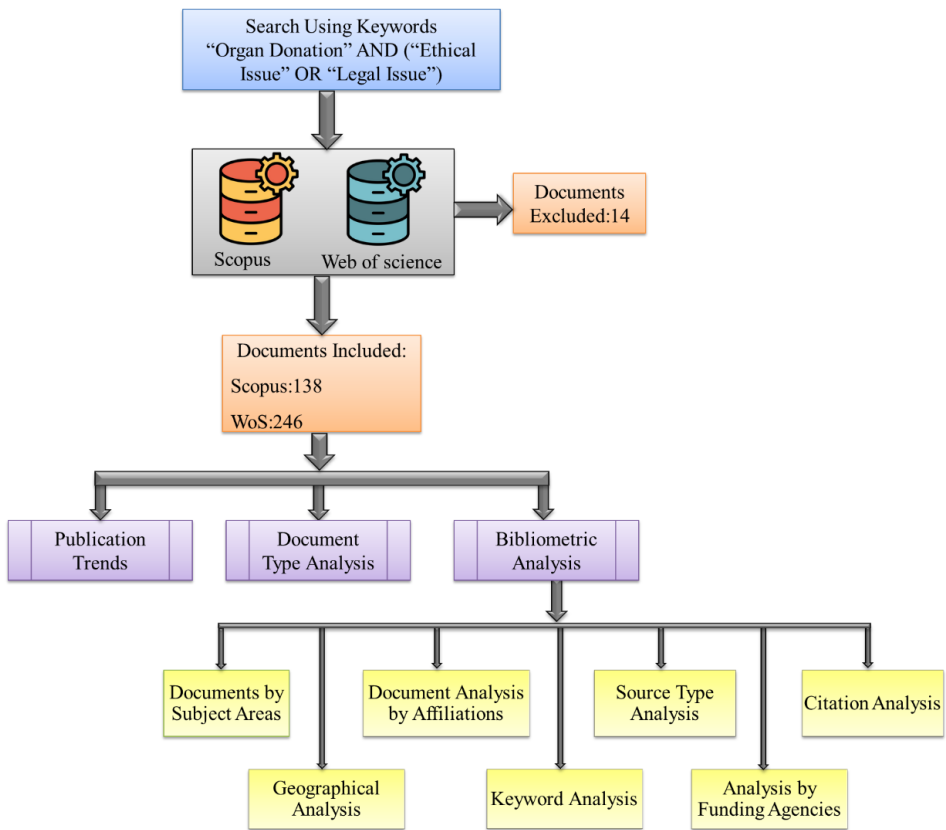 Search Using Keywords
“Organ Donation” AND (“Ethical
Issue” OR “Legal Issue”)
Scopus
Web of science
Documents
Excluded:14
Documents Included:
Scopus:138
WoS:246
Publication
Trends
Document
Type Analysis
Bibliometric
Analysis
Documents by
Subject Areas
Document Analysis
by Affiliations
Source Type
Analysis
Citation Analysis
Geographical
Analysis
Keyword Analysis
Analysis by
Funding Agencies